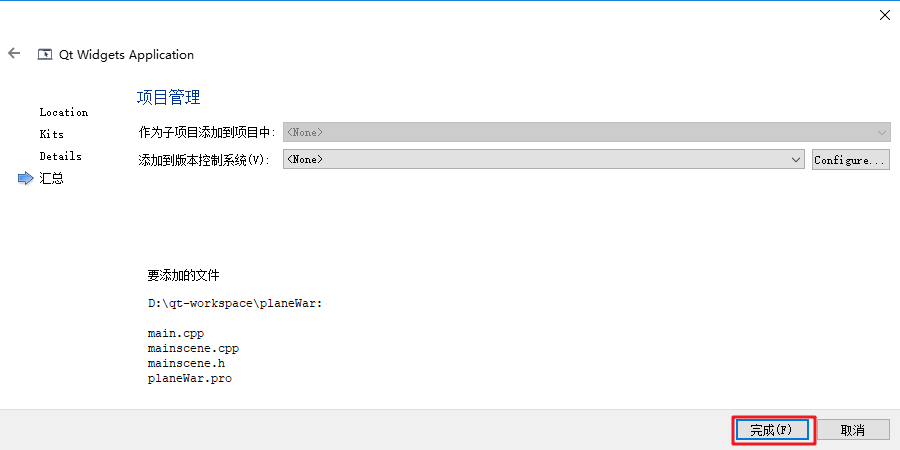 Qt Widgets Application
Location
Kits
Details
汇总
项目管理
作为子项目添加到项目中: <None>
添加到版本控制系统(V): <None> Configure...
要添加的文件
D:\qt-workspace\planeWar:
main.cpp
mainscene.cpp
mainscene.h
planeWar.pro
完成(F) 取消